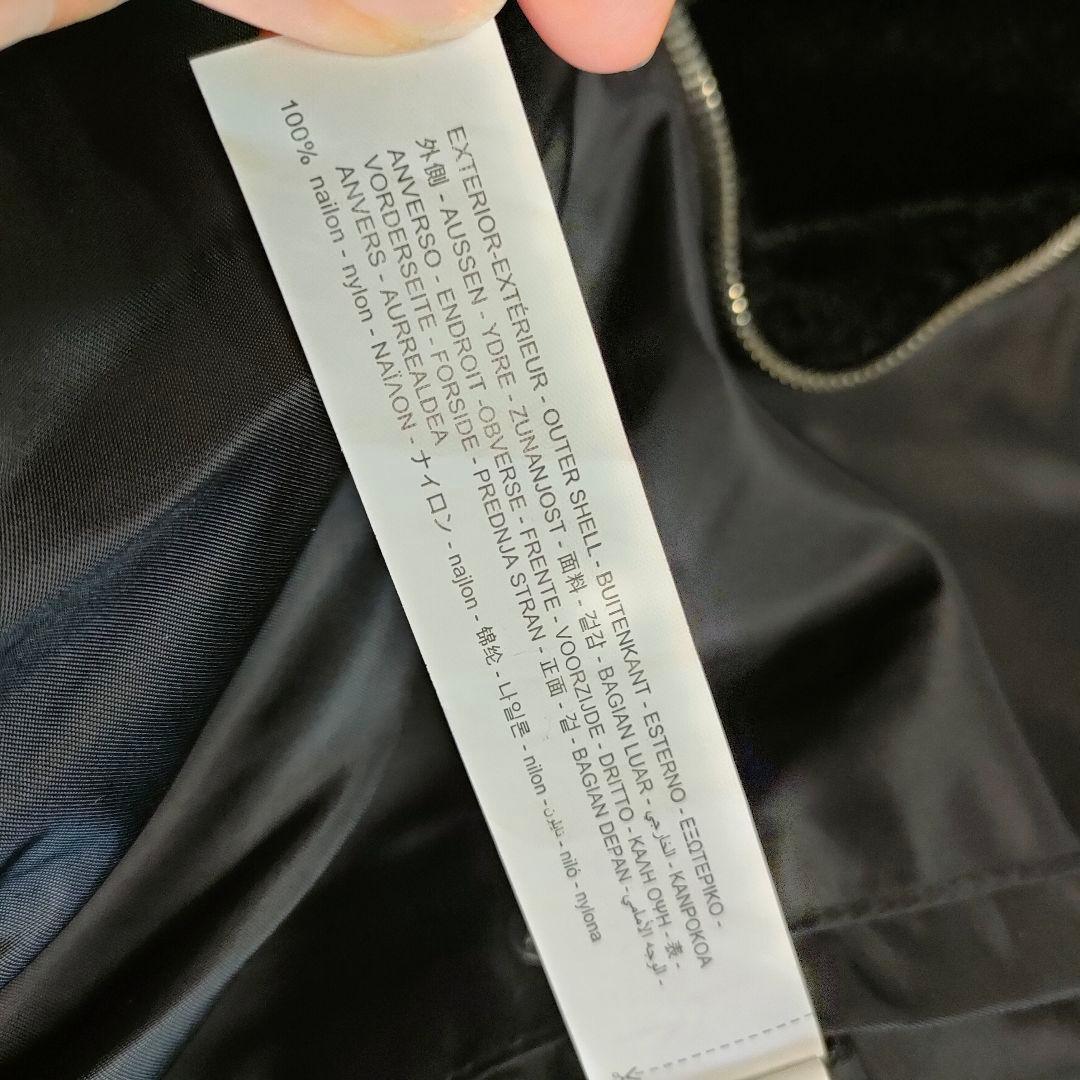 EXTERIOR-EXTÉRIEUR - OUTER SHELL- BUITENKANT - ESTERNO - ΕΞΩΤΕΡΙΚΟ -
外側 - AUSSEN - YDRE - ZUNANJOST - 面料 - 겉감 - BAGIAN LUAR - الخارجي - KANPOKOA
ANVERSO - ENDROIT -OBVERSE - FRENTE - VOORZIJDE - DRITTO - ΚΑΛΗ ΟΨΗ - 表 -
VORDERSEITE - FORSIDE - PREDNJA STRAN - 正面 - 겉 - BAGIAN DEPAN - الوجه الأمامي -
ANVERS - AURREALDEA
100% nailon - nylon - ΝΑΪΛΟΝ - ナイロン - najlon - 锦纶 - 나일론 - nilon - نايلون - niló - nylona